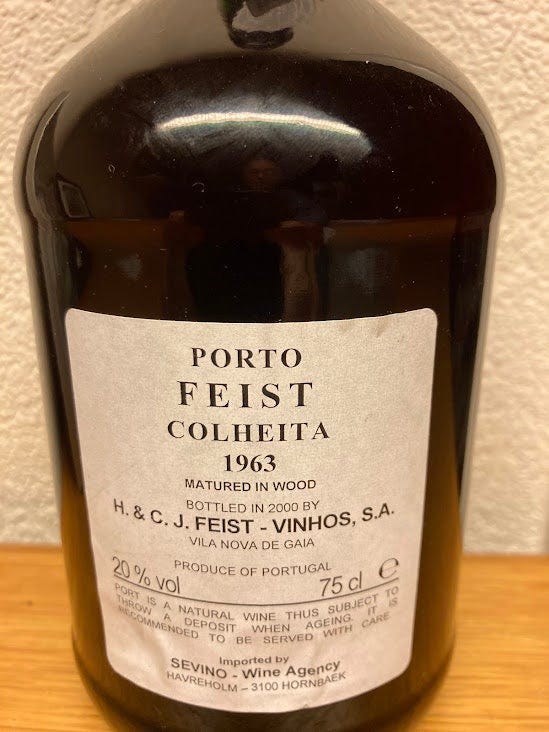 PORTO
FEIST
COLHEITA
1963
MATURED IN WOOD
BOTTLED IN 2000 BY
H. & C. J. FEIST - VINHOS, S.A.
VILA NOVA DE GAIA
PRODUCE OF PORTUGAL
20 % vol 75 cl ℮
PORT IS A NATURAL WINE THUS SUBJECT TO
THROW A DEPOSIT WHEN AGEING. IT IS
RECOMMENDED TO BE SERVED WITH CARE
Imported by
SEVINO - Wine Agency
HAVREHOLM – 3100 HORNBAEK